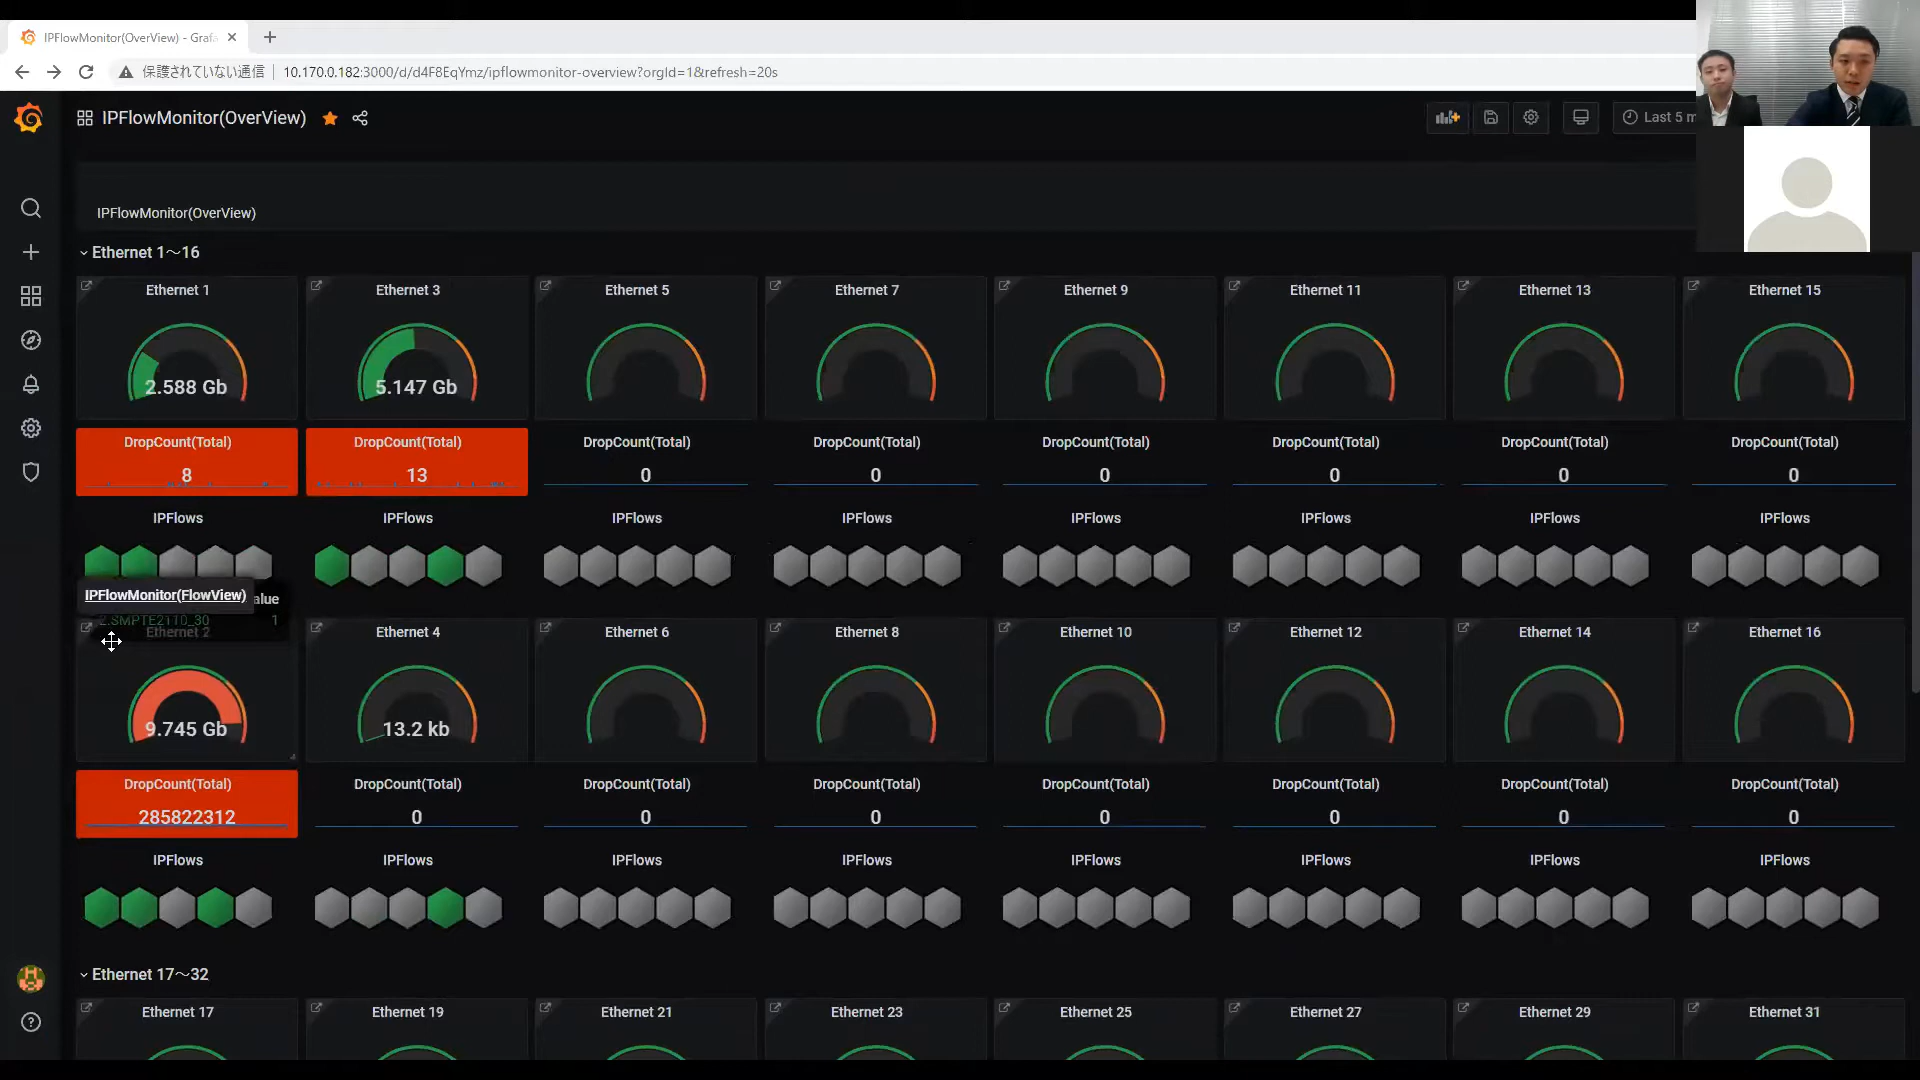 IPFlowMonitor(OverView) - Grafa
保護されていない通信
10.170.0.182:3000/d/d4F8EqYmz/ipflowmonitor-overview?orgId=1&refresh=20s
IPFlowMonitor(OverView)
Last 5 m
IPFlowMonitor(OverView)
Ethernet 1～16
Ethernet 1 Ethernet 3 Ethernet 5 Ethernet 7 Ethernet 9 Ethernet 11 Ethernet 13 Ethernet 15
2.588 Gb 5.147 Gb
DropCount(Total) DropCount(Total) DropCount(Total) DropCount(Total) DropCount(Total) DropCount(Total) DropCount(Total) DropCount(Total)
8 13 0 0 0 0 0 0
IPFlows IPFlows IPFlows IPFlows IPFlows IPFlows IPFlows IPFlows
IPFlowMonitor(FlowView) alue
2.SMPTE2110_30 1
Ethernet 2 Ethernet 4 Ethernet 6 Ethernet 8 Ethernet 10 Ethernet 12 Ethernet 14 Ethernet 16
9.745 Gb 13.2 kb
DropCount(Total) DropCount(Total) DropCount(Total) DropCount(Total) DropCount(Total) DropCount(Total) DropCount(Total) DropCount(Total)
285822312 0 0 0 0 0 0 0
IPFlows IPFlows IPFlows IPFlows IPFlows IPFlows IPFlows IPFlows
Ethernet 17～32
Ethernet 17 Ethernet 19 Ethernet 21 Ethernet 23 Ethernet 25 Ethernet 27 Ethernet 29 Ethernet 31